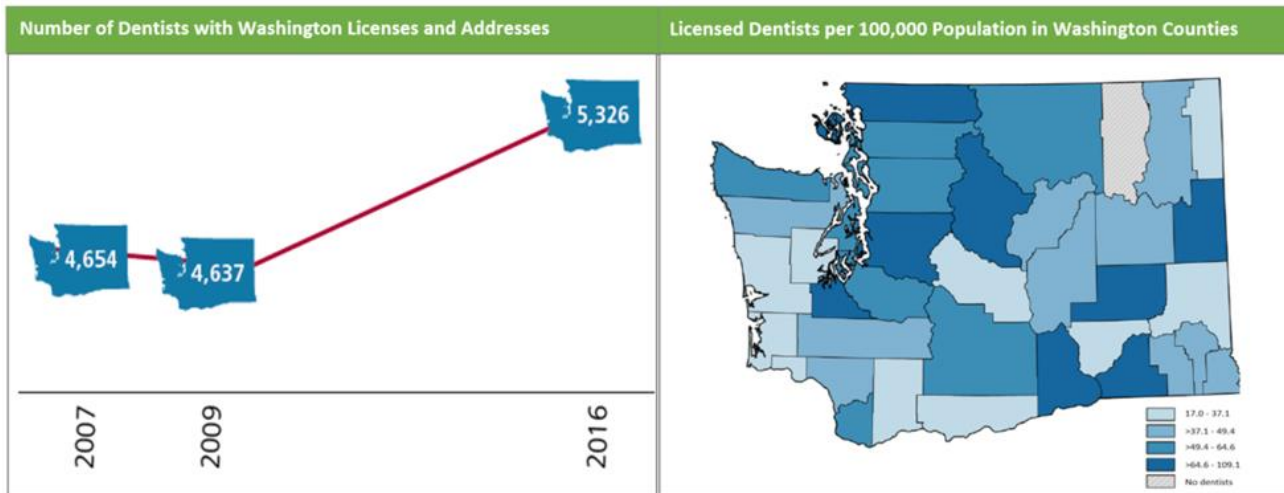 Number of Dentists with Washington Licenses and Addresses
4,654
4,637
5,326
2007
2009
2016
Licensed Dentists per 100,000 Population in Washington Counties
17.0 - 37.1
>37.1 - 49.4
>49.4 - 64.6
>64.6 - 109.1
No dentists